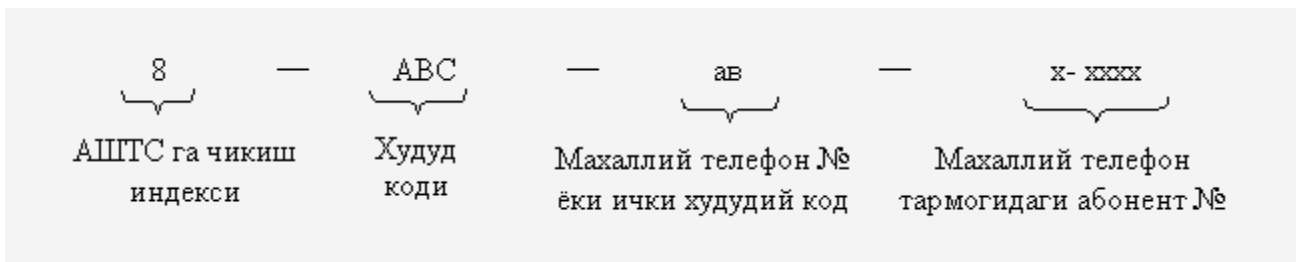 8 — ABC — ав — х- хххх
АШТС га чикиш Худуд Махаллий телефон № Махаллий телефон
индекси коди ёки ички худудий код тармогидаги абонент №